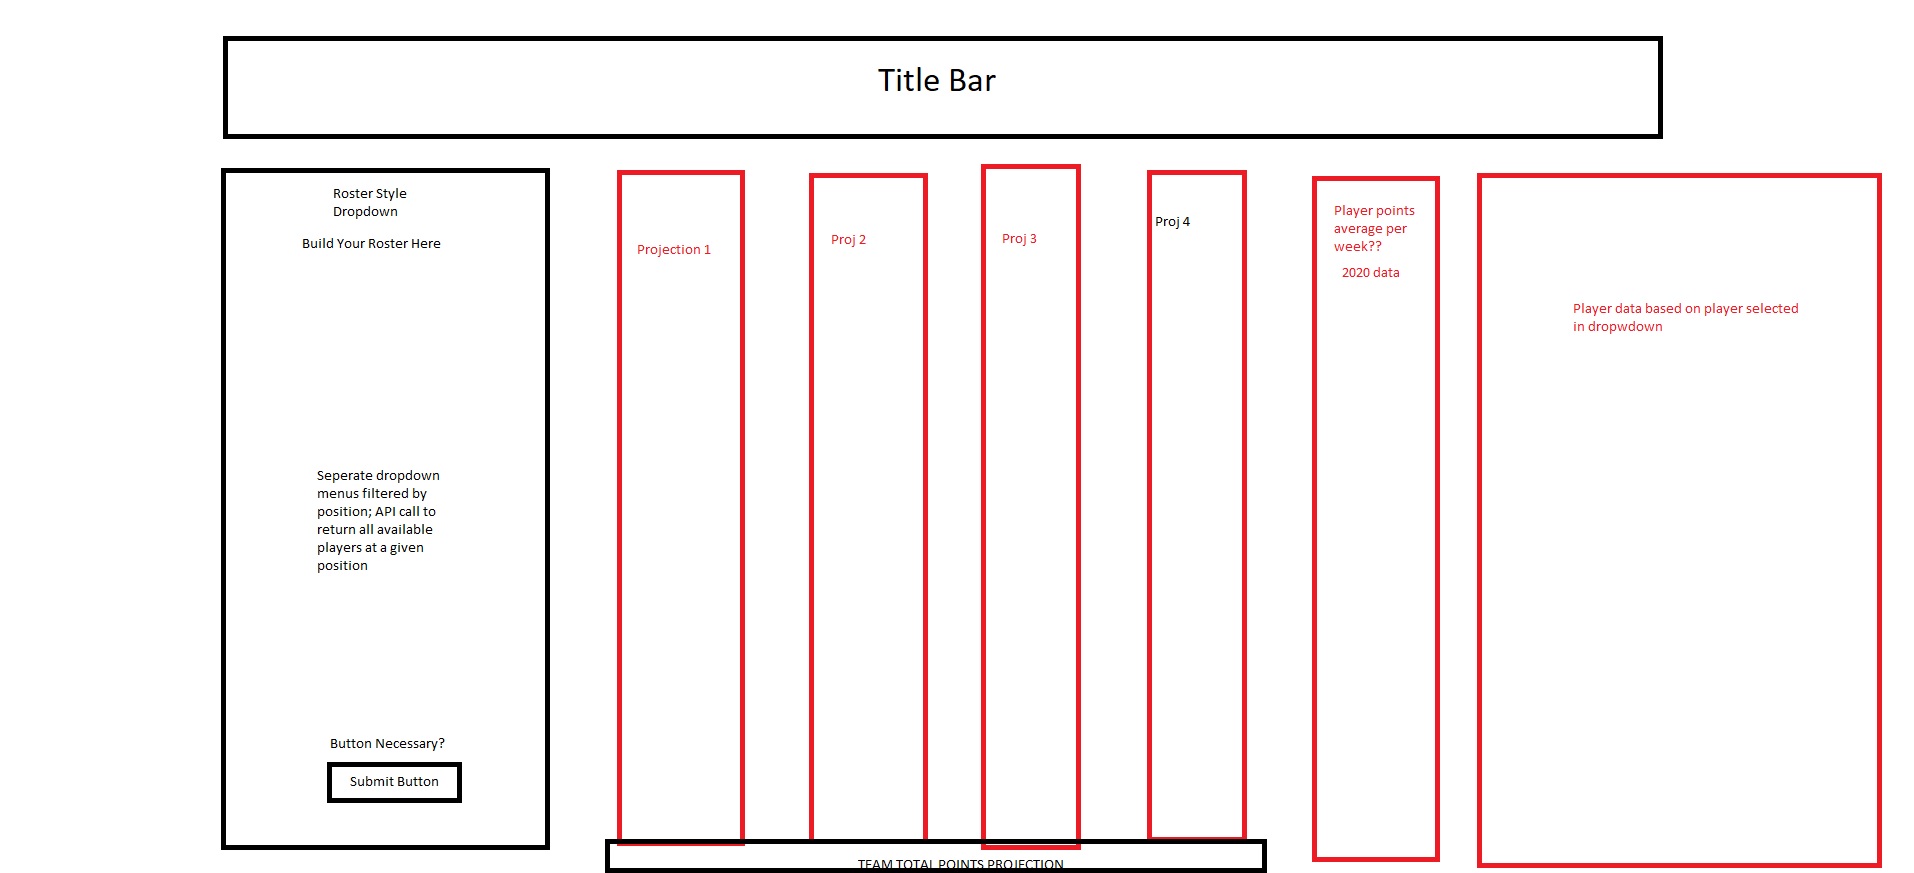 Title Bar
Roster Style
Dropdown
Build Your Roster Here
Seperate dropdown
menus filtered by
position; API call to
return all available
players at a given
position
Button Necessary?
Submit Button
Projection 1
Proj 2
Proj 3
Proj 4
Player points
average per
week??
2020 data
Player data based on player selected
in dropwdown
TEAM TOTAL POINTS PROJECTION